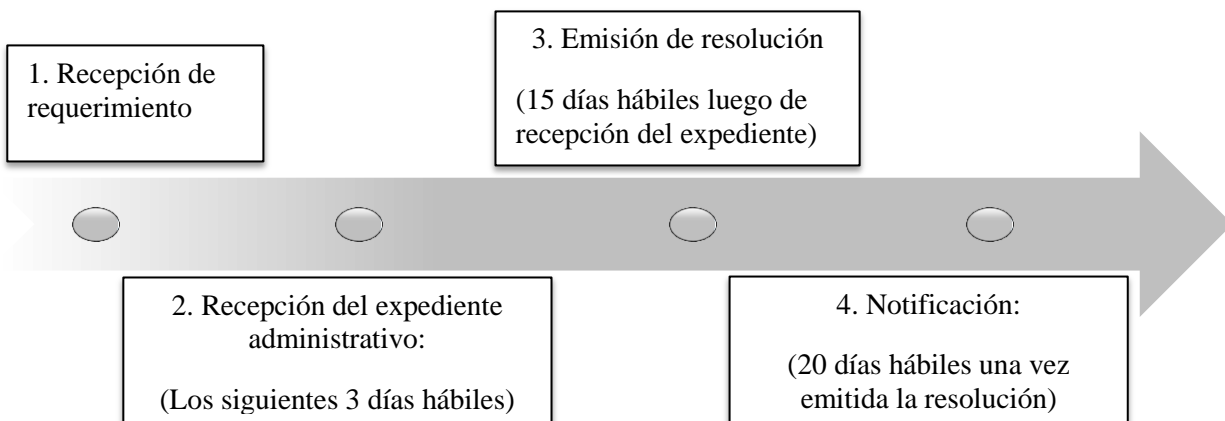 1. Recepción de
requerimiento
2. Recepción del expediente
administrativo:
(Los siguientes 3 días hábiles)
3. Emisión de resolución
(15 días hábiles luego de
recepción del expediente)
4. Notificación:
(20 días hábiles una vez
emitida la resolución)